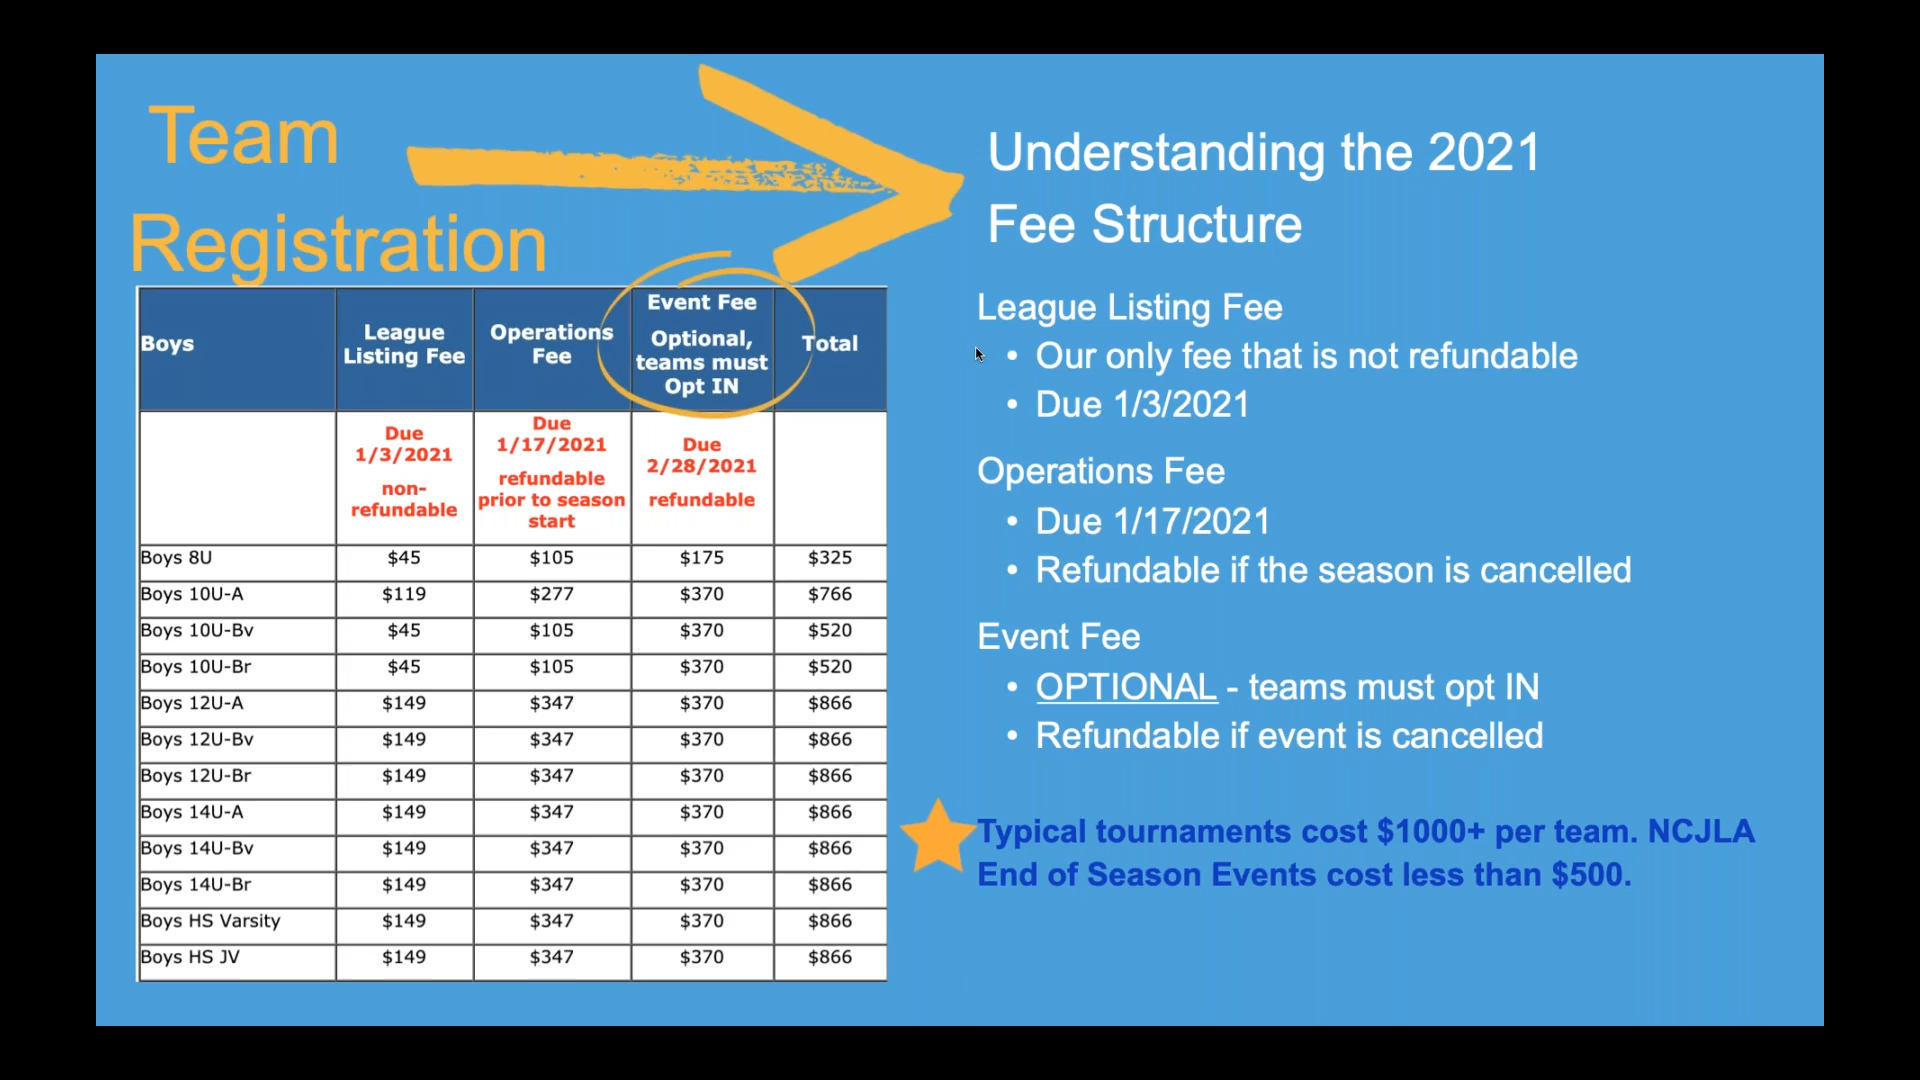 Team
Registration
Understanding the 2021
Fee Structure
Boys | League Listing Fee | Operations Fee | Event Fee Optional, teams must Opt IN | Total
Due 1/3/2021 non-refundable | Due 1/17/2021 refundable prior to season start | Due 2/28/2021 refundable
Boys 8U | $45 | $105 | $175 | $325
Boys 10U-A | $119 | $277 | $370 | $766
Boys 10U-Bv | $45 | $105 | $370 | $520
Boys 10U-Br | $45 | $105 | $370 | $520
Boys 12U-A | $149 | $347 | $370 | $866
Boys 12U-Bv | $149 | $347 | $370 | $866
Boys 12U-Br | $149 | $347 | $370 | $866
Boys 14U-A | $149 | $347 | $370 | $866
Boys 14U-Bv | $149 | $347 | $370 | $866
Boys 14U-Br | $149 | $347 | $370 | $866
Boys HS Varsity | $149 | $347 | $370 | $866
Boys HS JV | $149 | $347 | $370 | $866
League Listing Fee
• Our only fee that is not refundable
• Due 1/3/2021
Operations Fee
• Due 1/17/2021
• Refundable if the season is cancelled
Event Fee
• OPTIONAL - teams must opt IN
• Refundable if event is cancelled
Typical tournaments cost $1000+ per team. NCJLA
End of Season Events cost less than $500.